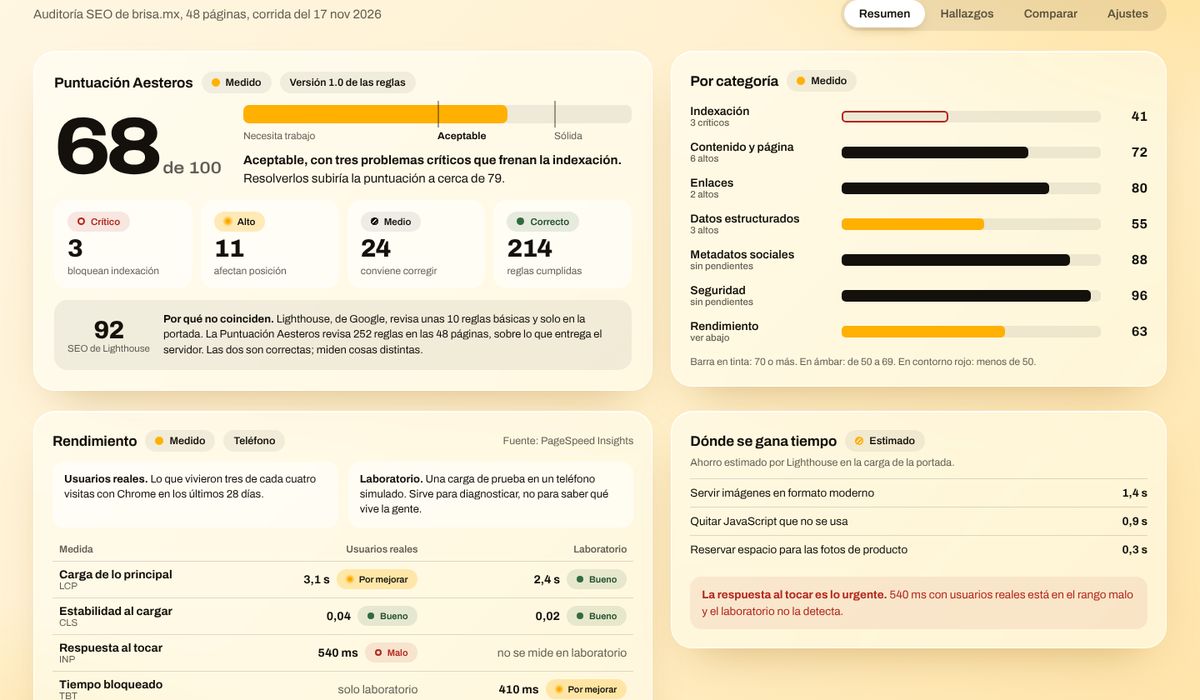 Auditoría SEO de brisa.mx, 48 páginas, corrida del 17 nov 2026
Resumen
Hallazgos
Comparar
Ajustes
Puntuación Aesteros
Medido
Versión 1.0 de las reglas
68 de 100
Necesita trabajo
Aceptable
Sólida
Aceptable, con tres problemas críticos que frenan la indexación.
Resolverlos subiría la puntuación a cerca de 79.
Crítico
3
bloquean indexación
Alto
11
afectan posición
Medio
24
conviene corregir
Correcto
214
reglas cumplidas
92
SEO de Lighthouse
Por qué no coinciden. Lighthouse, de Google, revisa unas 10 reglas básicas y solo en la
portada. La Puntuación Aesteros revisa 252 reglas en las 48 páginas, sobre lo que entrega el
servidor. Las dos son correctas; miden cosas distintas.
Por categoría
Medido
Indexación
3 críticos
41
Contenido y página
6 altos
72
Enlaces
2 altos
80
Datos estructurados
3 altos
55
Metadatos sociales
sin pendientes
88
Seguridad
sin pendientes
96
Rendimiento
ver abajo
63
Barra en tinta: 70 o más. En ámbar: de 50 a 69. En contorno rojo: menos de 50.
Rendimiento
Medido
Teléfono
Fuente: PageSpeed Insights
Usuarios reales. Lo que vivieron tres de cada cuatro
visitas con Chrome en los últimos 28 días.
Laboratorio. Una carga de prueba en un teléfono
simulado. Sirve para diagnosticar, no para saber qué
vive la gente.
Medida
Usuarios reales
Laboratorio
Carga de lo principal
LCP
3,1 s
Por mejorar
2,4 s
Bueno
Estabilidad al cargar
CLS
0,04
Bueno
0,02
Bueno
Respuesta al tocar
INP
540 ms
Malo
no se mide en laboratorio
Tiempo bloqueado
TBT
solo laboratorio
410 ms
Por mejorar
Dónde se gana tiempo
Estimado
Ahorro estimado por Lighthouse en la carga de la portada.
Servir imágenes en formato moderno
1,4 s
Quitar JavaScript que no se usa
0,9 s
Reservar espacio para las fotos de producto
0,3 s
La respuesta al tocar es lo urgente. 540 ms con usuarios reales está en el rango malo
y el laboratorio no la detecta.